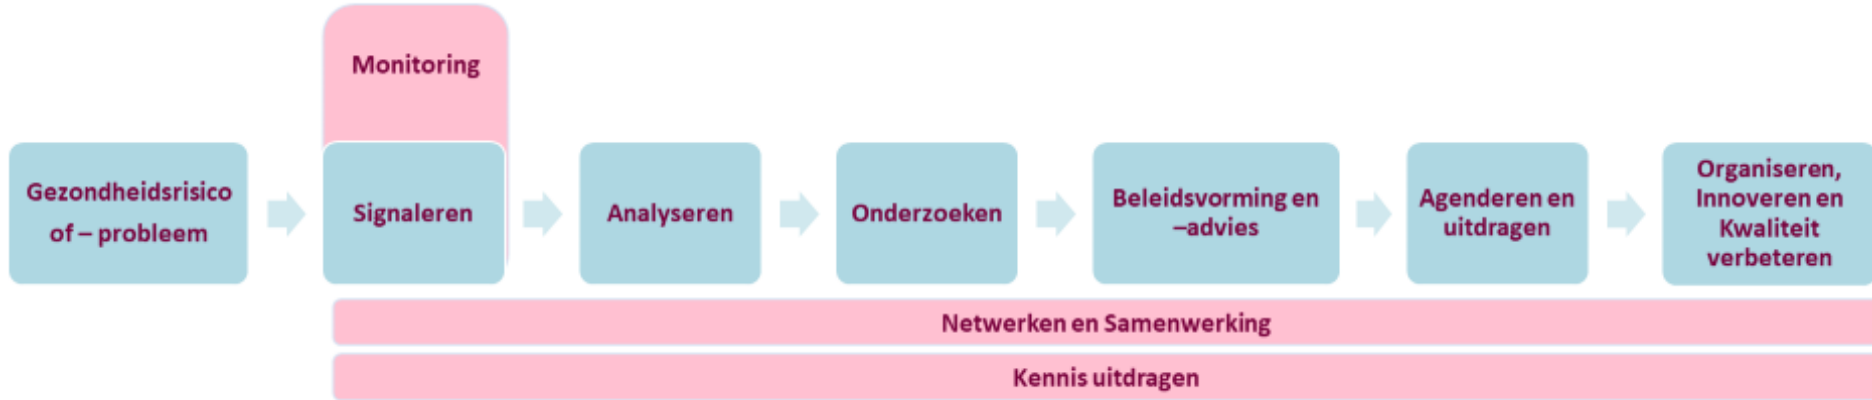 Monitoring
Gezondheidsrisico
of – probleem
Signaleren
Analyseren
Onderzoeken
Beleidsvorming en
–advies
Agenderen en
uitdragen
Organiseren,
Innoveren en
Kwaliteit
verbeteren
Netwerken en Samenwerking
Kennis uitdragen